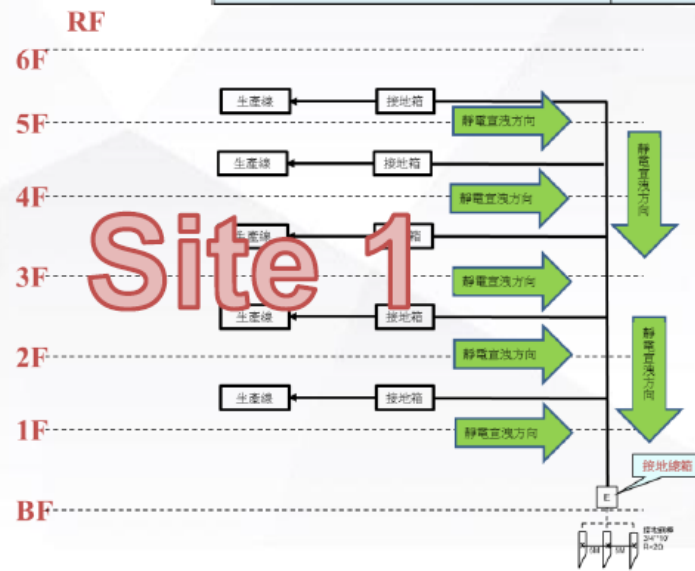 RF
6F
生產線 接地箱
靜電宣洩方向
5F
靜電宣洩方向
生產線 接地箱
4F
靜電宣洩方向
Site 1
生產線
3F
靜電宣洩方向
生產線 接地箱
靜電宣洩方向
2F
靜電宣洩方向
生產線 接地箱
1F
靜電宣洩方向
接地總箱
E
BF